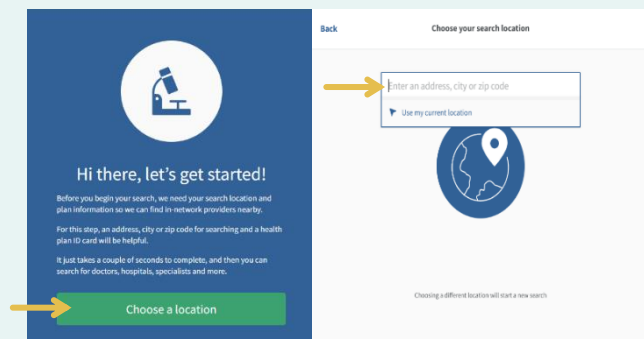 Hi there, let's get started!
Before you begin your search, we need your search location and
plan information so we can find in-network providers nearby.
For this step, an address, city or zip code for searching and a health
plan ID card will be helpful.
It just takes a couple of seconds to complete, and then you can
search for doctors, hospitals, specialists and more.
Choose a location
Back
Choose your search location
Enter an address, city or zip code
Use my current location
Choosing a different location will start a new search